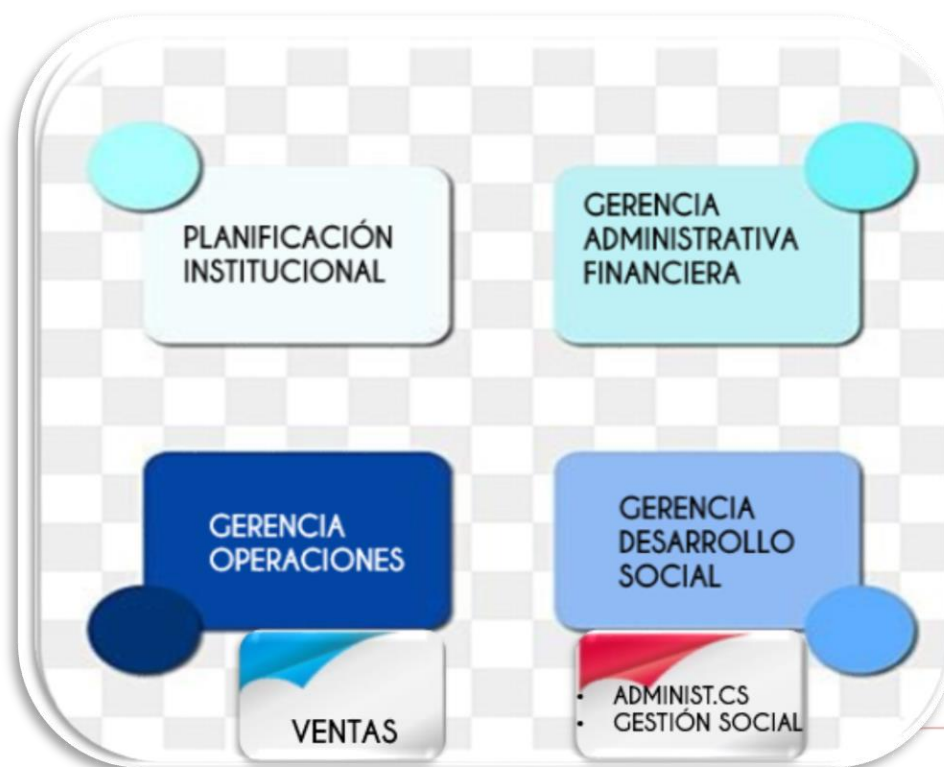 PLANIFICACIÓN
INSTITUCIONAL
GERENCIA
ADMINISTRATIVA
FINANCIERA
GERENCIA
OPERACIONES
GERENCIA
DESARROLLO
SOCIAL
VENTAS
• ADMINIST.CS
• GESTIÓN SOCIAL